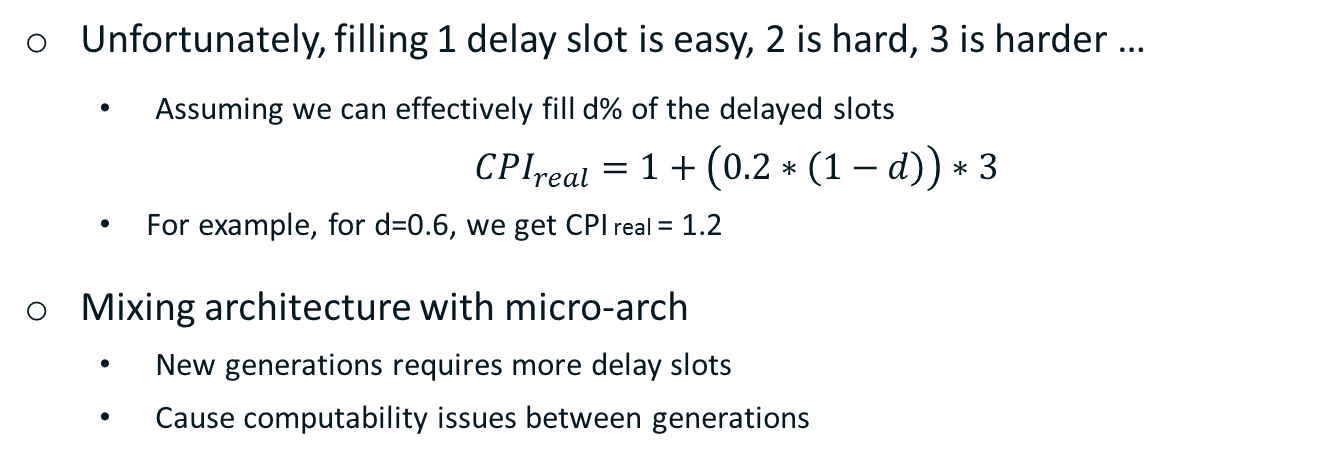 ○ Unfortunately, filling 1 delay slot is easy, 2 is hard, 3 is harder ...
• Assuming we can effectively fill d% of the delayed slots
CPI_real = 1 + (0.2 * (1 − d)) * 3
• For example, for d=0.6, we get CPI real = 1.2
○ Mixing architecture with micro-arch
• New generations requires more delay slots
• Cause computability issues between generations